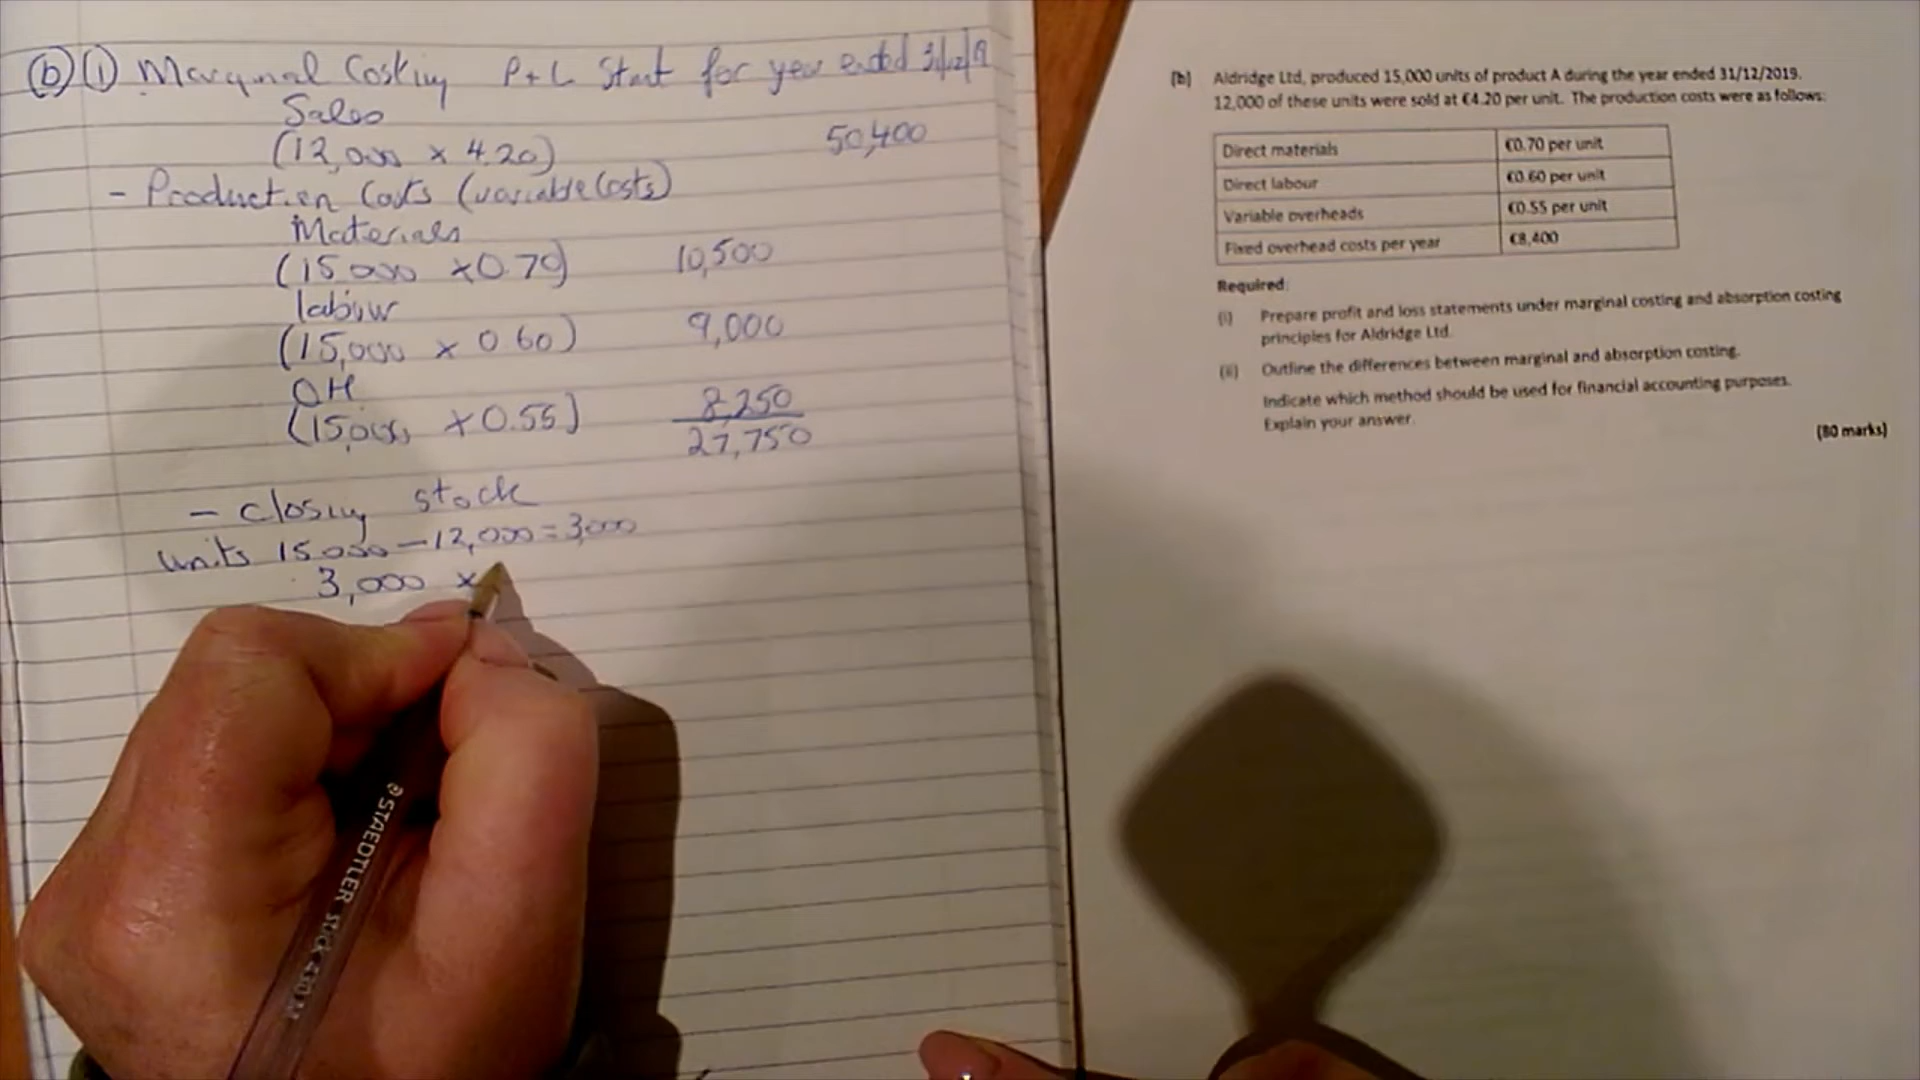 (b) (i) Marginal Costing P + L Stmt for year ended 31/12/19
Sales
(12,000 x 4.20) 50,400
- Production Costs (variable Costs)
Materials
(15 000 x 0.70) 10,500
labour
(15,000 x 0.60) 9,000
OH
(15,000 x 0.55) 8,250
27,750
- Closing stock
Units 15 000 - 12,000 = 3,000
3,000 x
STAEDTLER stick 430 M
(b) Aldridge Ltd, produced 15,000 units of product A during the year ended 31/12/2019.
12,000 of these units were sold at €4.20 per unit. The production costs were as follows:
Direct materials €0.70 per unit
Direct labour €0.60 per unit
Variable overheads €0.55 per unit
Fixed overhead costs per year €8,400
Required:
(i) Prepare profit and loss statements under marginal costing and absorption costing
principles for Aldridge Ltd.
(ii) Outline the differences between marginal and absorption costing.
Indicate which method should be used for financial accounting purposes.
Explain your answer.
(80 marks)